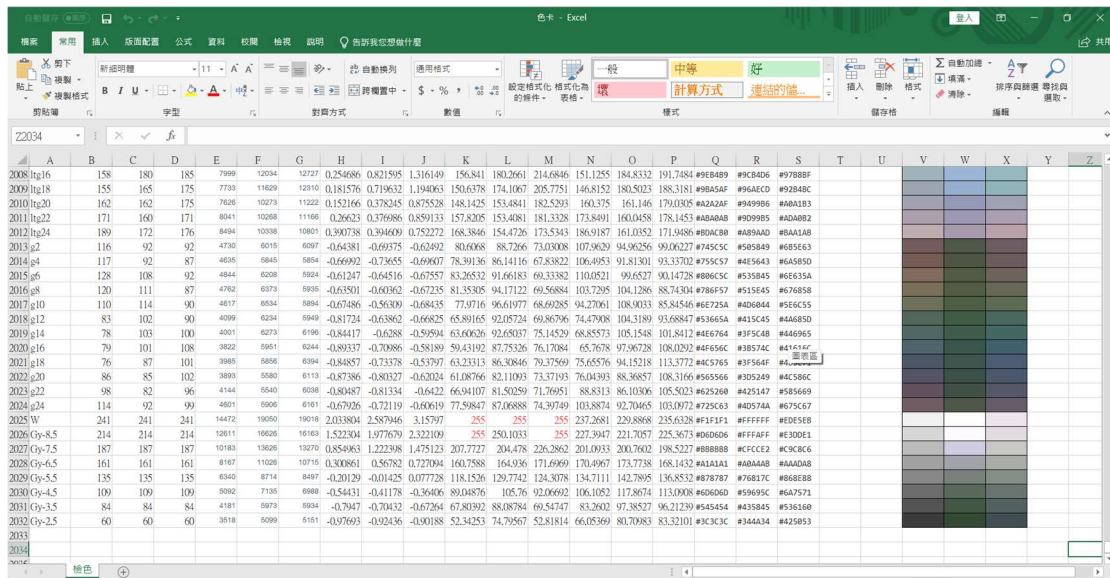 自動儲存
色卡 - Excel
登入
檔案 常用 插入 版面配置 公式 資料 校閱 檢視 說明 告訴我您想做什麼 共用
剪下
複製
複製格式
貼上
剪貼簿
新細明體 11
字型
自動換列
跨欄置中
對齊方式
通用格式
數值
設定格式化的條件 格式化為表格
一般 中等 好
壞 計算方式 連結的儲...
樣式
插入 刪除 格式
儲存格
自動加總
填滿
清除
排序與篩選 尋找與選取
編輯
Z2034
A B C D E F G H I J K L M N O P Q R S T U V W X Y Z
2008 ltg16 158 180 185 7999 12034 12727 0.254686 0.821595 1.316149 156.841 180.2661 214.6846 151.1255 184.8332 191.7484 #9EB4B9 #9CB4D6 #97B8BF
2009 ltg18 155 165 175 7733 11629 12310 0.181576 0.719632 1.194063 150.6378 174.1067 205.7751 146.8152 180.5023 188.3181 #9BA5AF #96AECD #92B4BC
2010 ltg20 162 162 175 7626 10273 11222 0.152166 0.378245 0.875528 148.1425 153.4841 182.5293 160.375 161.146 179.0305 #A2A2AF #9499B6 #A0A1B3
2011 ltg22 171 160 171 8041 10268 11166 0.26623 0.376986 0.859133 157.8205 153.4081 181.3328 173.8491 160.0458 178.1453 #ABA0AB #9D99B5 #ADA0B2
2012 ltg24 189 172 176 8494 10338 10801 0.390738 0.394609 0.752272 168.3846 154.4726 173.5343 186.9187 161.0352 171.9486 #BDACB0 #A89AAD #BAA1AB
2013 g2 116 92 92 4730 6015 6097 -0.64381 -0.69375 -0.62492 80.6068 88.7266 73.03008 107.9629 94.96256 99.06227 #745C5C #505849 #6B5E63
2014 g4 117 92 87 4635 5845 5854 -0.66992 -0.73655 -0.69607 78.39136 86.14116 67.83822 106.4953 91.81301 93.33702 #755C57 #4E5643 #6A5B5D
2015 g6 128 108 92 4844 6208 5924 -0.61247 -0.64516 -0.67557 83.26532 91.66183 69.33382 110.0521 99.6527 90.14728 #806C5C #535B45 #6E635A
2016 g8 120 111 87 4762 6373 5935 -0.63501 -0.60362 -0.67235 81.35305 94.17122 69.56884 103.7295 104.1286 88.74304 #786F57 #515E45 #676858
2017 g10 110 114 90 4617 6534 5894 -0.67486 -0.56309 -0.68435 77.9716 96.61977 68.69285 94.27061 108.9033 85.84546 #6E725A #4D6044 #5E6C55
2018 g12 83 102 90 4099 6234 5949 -0.81724 -0.63862 -0.66825 65.89165 92.05724 69.86796 74.47908 104.3189 93.68847 #53665A #415C45 #4A685D
2019 g14 78 103 100 4001 6273 6196 -0.84417 -0.6288 -0.59594 63.60626 92.65037 75.14529 68.85573 105.1548 101.8412 #4E6764 #3F5C4B #446965
2020 g16 79 101 108 3822 5951 6244 -0.89337 -0.70986 -0.58189 59.43192 87.75326 76.17084 65.7678 97.96728 108.0292 #4F656C #3B574C #41616C
2021 g18 76 87 101 3985 5856 6394 -0.84857 -0.73378 -0.53797 63.23313 86.30846 79.37569 75.65576 94.15218 113.3772 #4C5765 #3F564F
圖表區
2022 g20 86 85 102 3893 5580 6113 -0.87386 -0.80327 -0.62024 61.08766 82.11093 73.37193 76.04393 88.36857 108.3166 #565566 #3D5249 #4C586C
2023 g22 98 82 96 4144 5540 6038 -0.80487 -0.81334 -0.6422 66.94107 81.50259 71.76951 88.8313 86.10306 105.5023 #625260 #425147 #585669
2024 g24 114 92 99 4601 5906 6161 -0.67926 -0.72119 -0.60619 77.59847 87.06888 74.39749 103.8874 92.70465 103.0972 #725C63 #4D574A #675C67
2025 W 241 241 241 14472 19050 19018 2.033804 2.587946 3.15797 255 255 255 237.2681 229.8868 235.6328 #F1F1F1 #FFFFFF #EDE5EB
2026 Gy-8.5 214 214 214 12611 16626 16163 1.522304 1.977679 2.322109 255 250.1033 255 227.3947 221.7057 225.3673 #D6D6D6 #FFFAFF #E3DDE1
2027 Gy-7.5 187 187 187 10183 13626 13270 0.854963 1.222398 1.475123 207.7727 204.478 226.2862 201.0933 200.7602 198.5227 #BBBBBB #CFCCE2 #C9C8C6
2028 Gy-6.5 161 161 161 8167 11026 10715 0.300861 0.56782 0.727094 160.7588 164.936 171.6969 170.4967 173.7738 168.1432 #A1A1A1 #A0A4AB #AAADA8
2029 Gy-5.5 135 135 135 6340 8714 8497 -0.20129 -0.01425 0.077728 118.1526 129.7742 124.3078 134.7111 142.7895 136.8532 #878787 #76817C #868E88
2030 Gy-4.5 109 109 109 5092 7135 6988 -0.54431 -0.41178 -0.36406 89.04876 105.76 92.06692 106.1052 117.8674 113.0908 #6D6D6D #59695C #6A7571
2031 Gy-3.5 84 84 84 4181 5973 5934 -0.7947 -0.70432 -0.67264 67.80392 88.08784 69.54747 83.2602 97.38527 96.21239 #545454 #435845 #536160
2032 Gy-2.5 60 60 60 3518 5099 5151 -0.97693 -0.92436 -0.90188 52.34253 74.79567 52.81814 66.05369 80.70983 83.32101 #3C3C3C #344A34 #425053
2033
2034
檢色